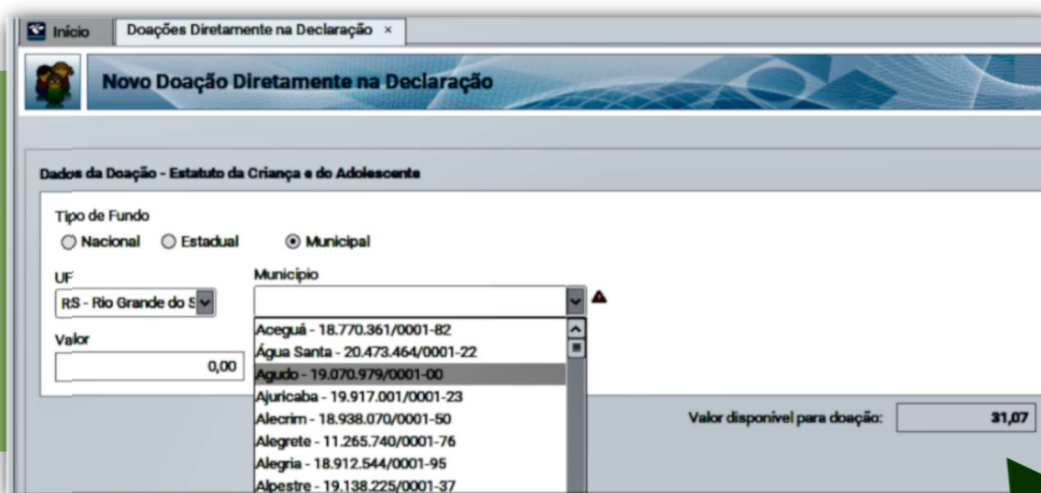 Início
Doações Diretamente na Declaração ×
Novo Doação Diretamente na Declaração
Dados da Doação - Estatuto da Criança e do Adolescente
Tipo de Fundo
Nacional Estadual Municipal
UF Município
RS - Rio Grande do S
Valor
0,00
Aceguá - 18.770.361/0001-82
Água Santa - 20.473.464/0001-22
Agudo - 19.070.979/0001-00
Ajuricaba - 19.917.001/0001-23
Alecrim - 18.938.070/0001-50
Alegrete - 11.265.740/0001-76
Alegria - 18.912.544/0001-95
Alpestre - 19.138.225/0001-37
Valor disponível para doação: 31,07